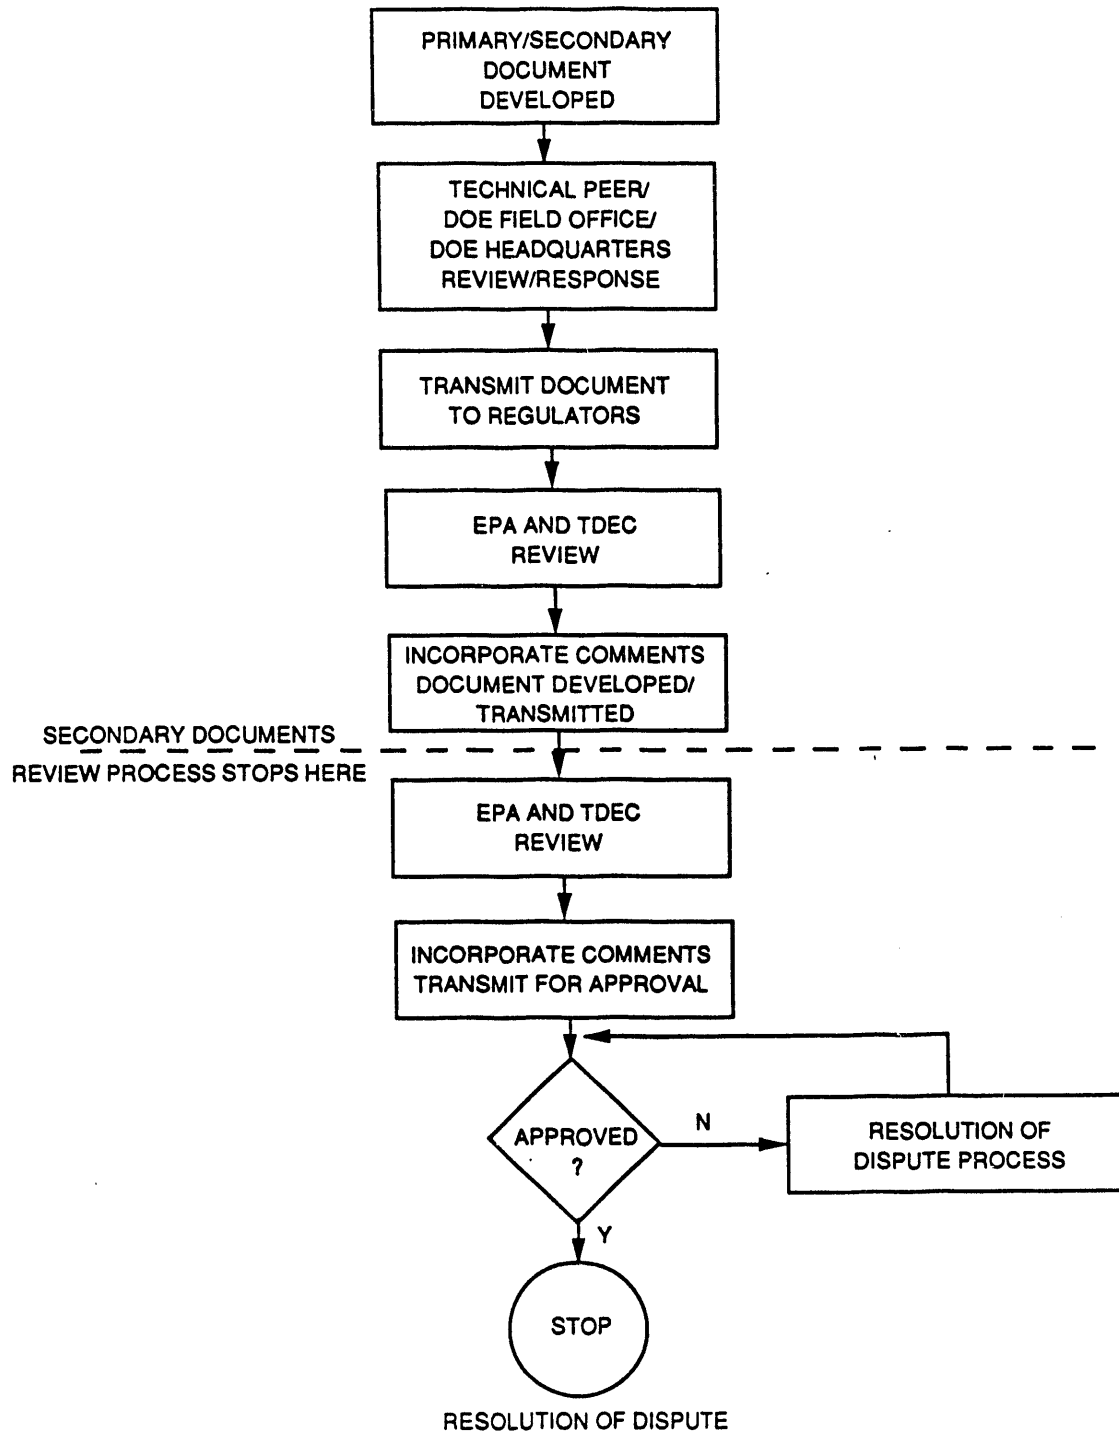 PRIMARY/SECONDARY
DOCUMENT
DEVELOPED
TECHNICAL PEER/
DOE FIELD OFFICE/
DOE HEADQUARTERS
REVIEW/RESPONSE
TRANSMIT DOCUMENT
TO REGULATORS
EPA AND TDEC
REVIEW
INCORPORATE COMMENTS
DOCUMENT DEVELOPED/
TRANSMITTED
SECONDARY DOCUMENTS
REVIEW PROCESS STOPS HERE
EPA AND TDEC
REVIEW
INCORPORATE COMMENTS
TRANSMIT FOR APPROVAL
APPROVED
?
N
RESOLUTION OF
DISPUTE PROCESS
Y
STOP
RESOLUTION OF DISPUTE